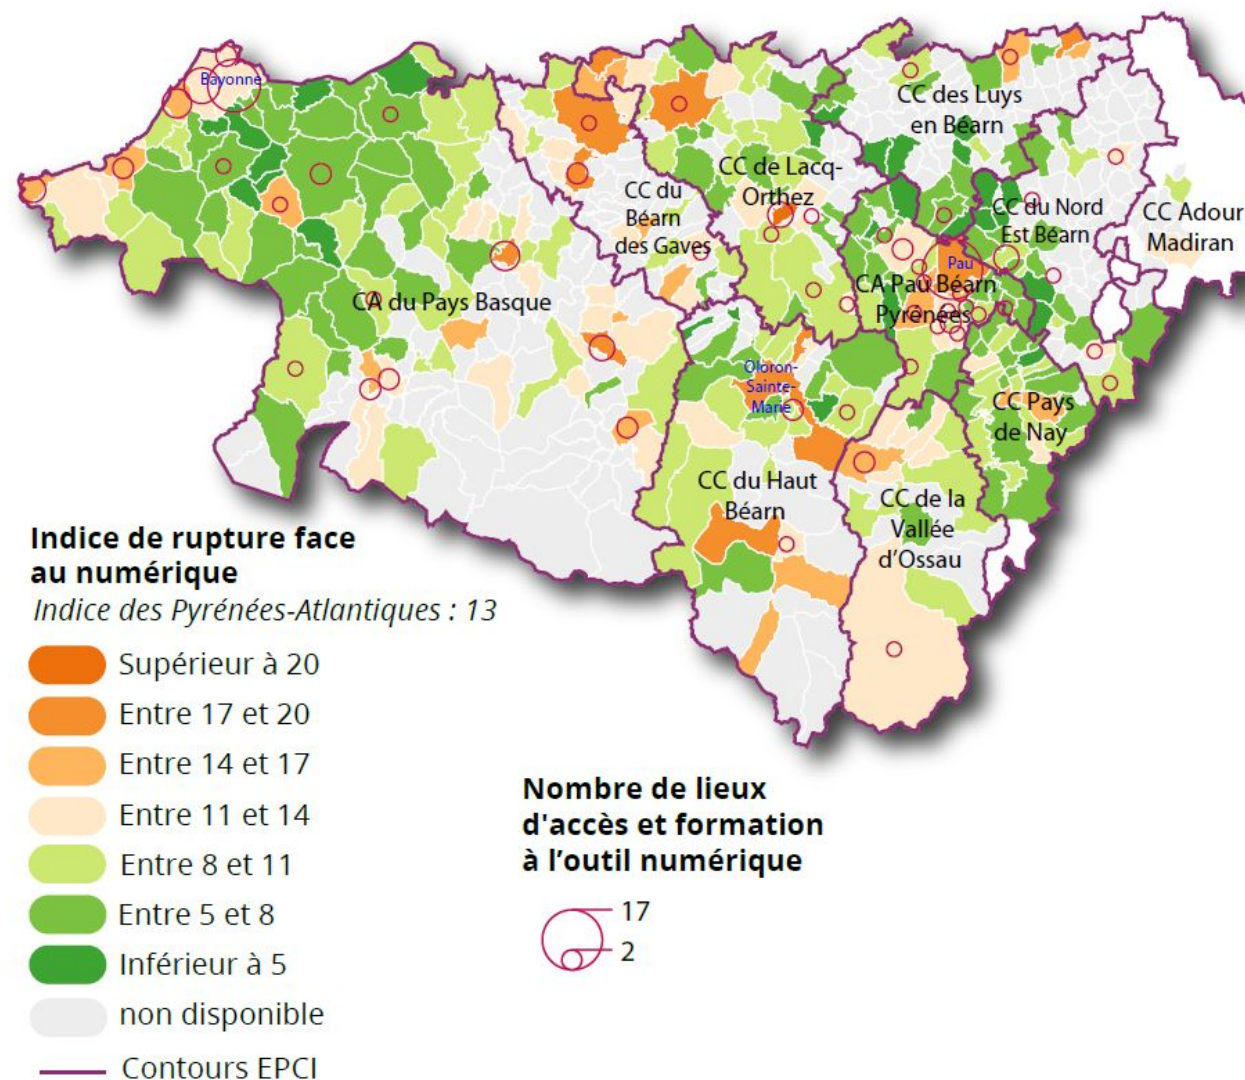 Bayonne
CC des Luys
en Béarn
CC de Lacq-
Orthez
CC du
Béarn
des Gaves
CC du Nord
Est Béarn
CC Adour
Madiran
Pau
CA Pau Béarn
Pyrénées
CA du Pays Basque
Oloron-
Sainte-
Marie
CC Pays
de Nay
CC du Haut
Béarn
CC de la
Vallée
d'Ossau
Indice de rupture face
au numérique
Indice des Pyrénées-Atlantiques : 13
Supérieur à 20
Entre 17 et 20
Entre 14 et 17
Entre 11 et 14
Entre 8 et 11
Entre 5 et 8
Inférieur à 5
non disponible
Contours EPCI
Nombre de lieux
d'accès et formation
à l'outil numérique
17
2